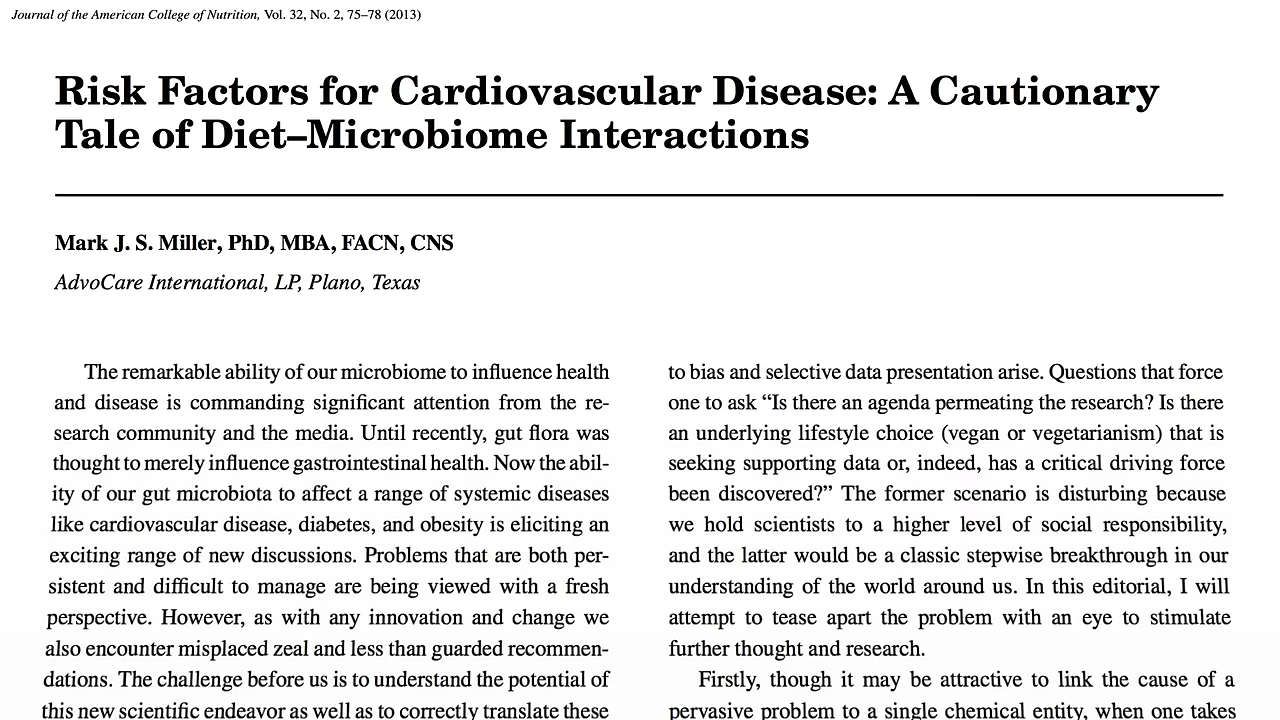 Journal of the American College of Nutrition, Vol. 32, No. 2, 75–78 (2013)
Risk Factors for Cardiovascular Disease: A Cautionary
Tale of Diet–Microbiome Interactions
Mark J. S. Miller, PhD, MBA, FACN, CNS
AdvoCare International, LP, Plano, Texas
The remarkable ability of our microbiome to influence health
and disease is commanding significant attention from the re-
search community and the media. Until recently, gut flora was
thought to merely influence gastrointestinal health. Now the abil-
ity of our gut microbiota to affect a range of systemic diseases
like cardiovascular disease, diabetes, and obesity is eliciting an
exciting range of new discussions. Problems that are both per-
sistent and difficult to manage are being viewed with a fresh
perspective. However, as with any innovation and change we
also encounter misplaced zeal and less than guarded recommen-
dations. The challenge before us is to understand the potential of
this new scientific endeavor as well as to correctly translate these
to bias and selective data presentation arise. Questions that force
one to ask “Is there an agenda permeating the research? Is there
an underlying lifestyle choice (vegan or vegetarianism) that is
seeking supporting data or, indeed, has a critical driving force
been discovered?” The former scenario is disturbing because
we hold scientists to a higher level of social responsibility,
and the latter would be a classic stepwise breakthrough in our
understanding of the world around us. In this editorial, I will
attempt to tease apart the problem with an eye to stimulate
further thought and research.
Firstly, though it may be attractive to link the cause of a
pervasive problem to a single chemical entity, when one takes